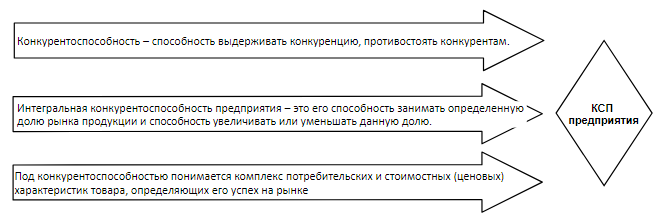 Конкурентоспособность – способность выдерживать конкуренцию, противостоять конкурентам.
Интегральная конкурентоспособность предприятия – это его способность занимать определенную
долю рынка продукции и способность увеличивать или уменьшать данную долю.
Под конкурентоспособностью понимается комплекс потребительских и стоимостных (ценовых)
характеристик товара, определяющих его успех на рынке
КСП
предприятия